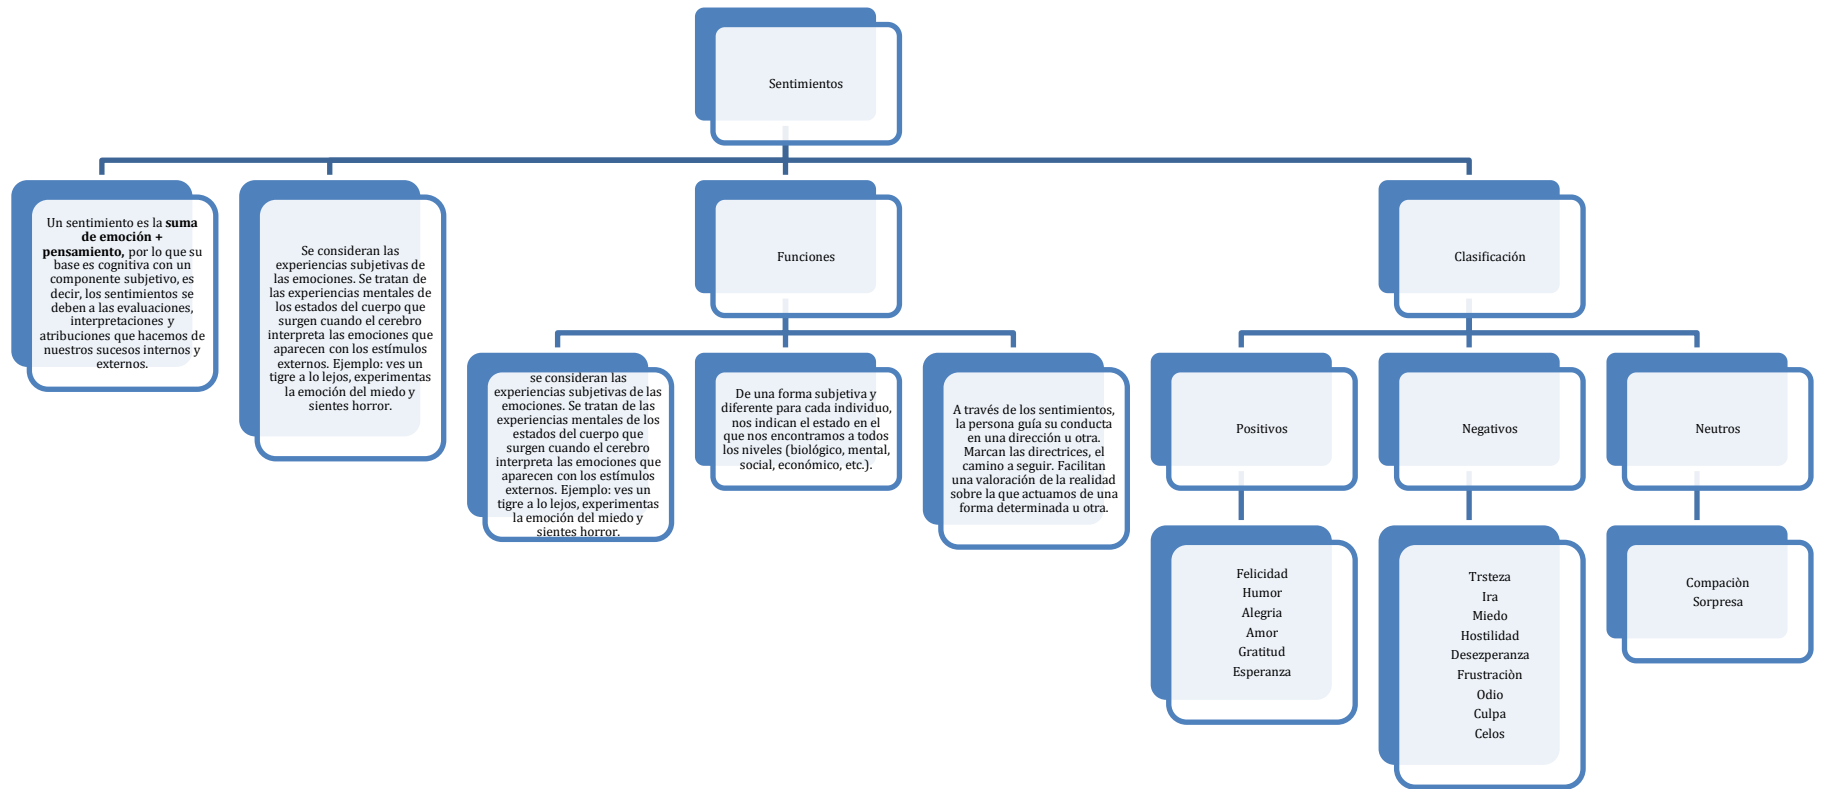 Sentimientos
Un sentimiento es la suma
de emoción +
pensamiento, por lo que su
base es cognitiva con un
componente subjetivo, es
decir, los sentimientos se
deben a las evaluaciones,
interpretaciones y
atribuciones que hacemos de
nuestros sucesos internos y
externos.
Se consideran las
experiencias subjetivas de
las emociones. Se tratan de
las experiencias mentales de
los estados del cuerpo que
surgen cuando el cerebro
interpreta las emociones que
aparecen con los estímulos
externos. Ejemplo: ves un
tigre a lo lejos, experimentas
la emoción del miedo y
sientes horror.
Funciones
se consideran las
experiencias subjetivas de las
emociones. Se tratan de las
experiencias mentales de los
estados del cuerpo que
surgen cuando el cerebro
interpreta las emociones que
aparecen con los estímulos
externos. Ejemplo: ves un
tigre a lo lejos, experimentas
la emoción del miedo y
sientes horror.
De una forma subjetiva y
diferente para cada individuo,
nos indican el estado en el
que nos encontramos a todos
los niveles (biológico, mental,
social, económico, etc.).
A través de los sentimientos,
la persona guía su conducta
en una dirección u otra.
Marcan las directrices, el
camino a seguir. Facilitan
una valoración de la realidad
sobre la que actuamos de una
forma determinada u otra.
Clasificación
Positivos
Felicidad
Humor
Alegria
Amor
Gratitud
Esperanza
Negativos
Trsteza
Ira
Miedo
Hostilidad
Desezperanza
Frustraciòn
Odio
Culpa
Celos
Neutros
Compaciòn
Sorpresa